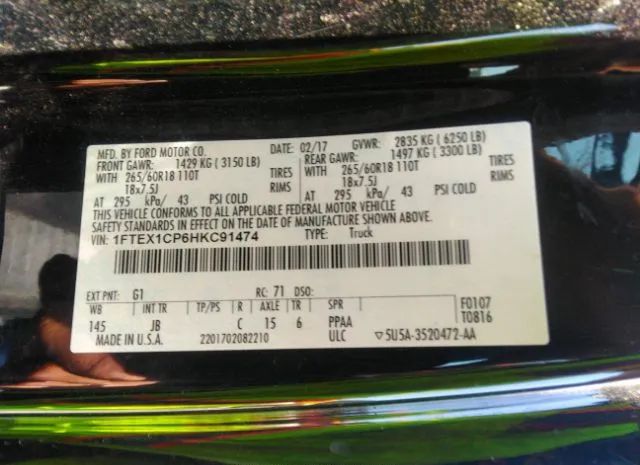 MFD. BY FORD MOTOR CO.
DATE: 02/17 GVWR: 2835 KG ( 6250 LB)
FRONT GAWR: 1429 KG ( 3150 LB)
REAR GAWR: 1497 KG ( 3300 LB)
WITH 265/60R18 110T TIRES
265/60R18 110T TIRES
18x7.5J RIMS
18x7.5J RIMS
AT 295 kPa/ 43 PSI COLD
AT 295 kPa/ 43 PSI COLD
THIS VEHICLE CONFORMS TO ALL APPLICABLE FEDERAL MOTOR VEHICLE
SAFETY STANDARDS IN EFFECT ON THE DATE OF MANUFACTURE SHOWN ABOVE.
VIN: 1FTEX1CP6HKC91474 TYPE: Truck
EXT PNT: G1 RC: 71 DSO:
WB INT TR TP/PS R AXLE TR SPR F0107
T0816
145 JB C 15 6 PPAA
MADE IN U.S.A. 2201702082210 ULC ▽5U5A-3520472-AA